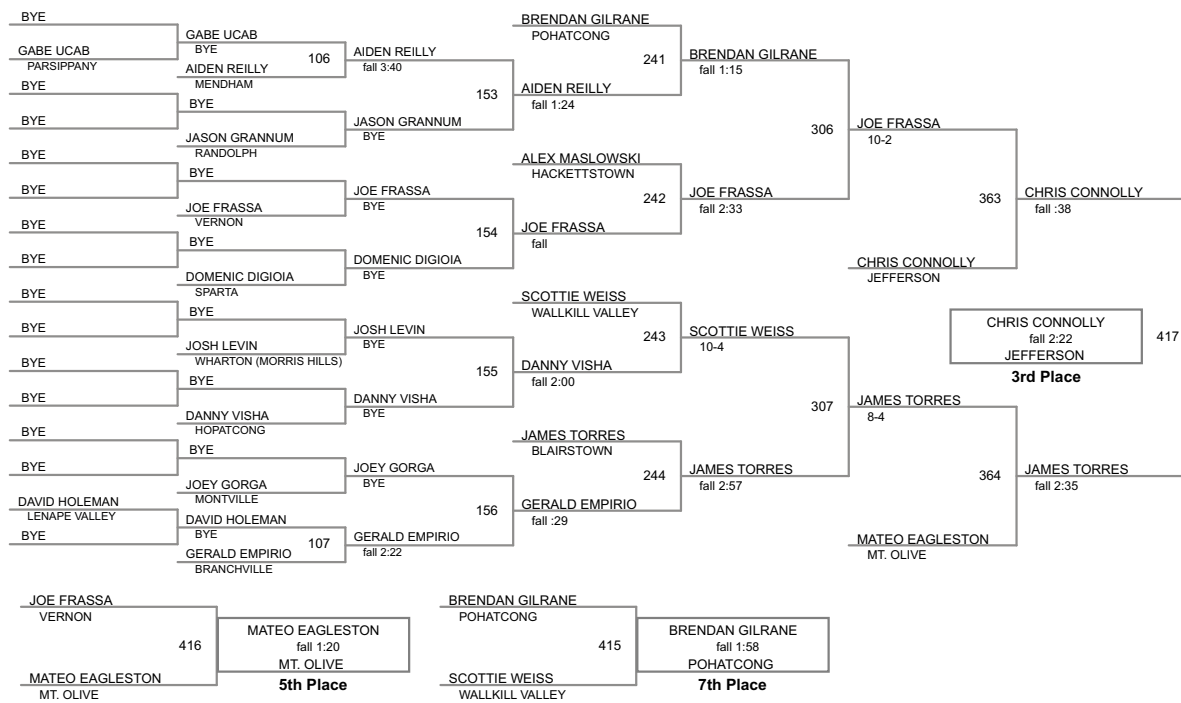 BYE
GABE UCAB
PARSIPPANY
BYE
BYE
BYE
BYE
BYE
BYE
BYE
BYE
BYE
BYE
BYE
BYE
DAVID HOLEMAN
LENAPE VALLEY
BYE
GABE UCAB
BYE
AIDEN REILLY
MENDHAM
106
BYE
JASON GRANNUM
RANDOLPH
BYE
JOE FRASSA
VERNON
BYE
DOMENIC DIGIOIA
SPARTA
BYE
JOSH LEVIN
WHARTON (MORRIS HILLS)
BYE
DANNY VISHA
HOPATCONG
BYE
JOEY GORGA
MONTVILLE
DAVID HOLEMAN
BYE
107
GERALD EMPIRIO
BRANCHVILLE
AIDEN REILLY
fall 3:40
153
JASON GRANNUM
BYE
JOE FRASSA
BYE
154
DOMENIC DIGIOIA
BYE
JOSH LEVIN
BYE
155
DANNY VISHA
BYE
JOEY GORGA
BYE
156
GERALD EMPIRIO
fall 2:22
BRENDAN GILRANE
POHATCONG
241
AIDEN REILLY
fall 1:24
ALEX MASLOWSKI
HACKETTSTOWN
242
JOE FRASSA
fall
SCOTTIE WEISS
WALLKILL VALLEY
243
DANNY VISHA
fall 2:00
JAMES TORRES
BLAIRSTOWN
244
GERALD EMPIRIO
fall :29
BRENDAN GILRANE
fall 1:15
306
JOE FRASSA
fall 2:33
SCOTTIE WEISS
10-4
307
JAMES TORRES
fall 2:57
JOE FRASSA
10-2
363
CHRIS CONNOLLY
JEFFERSON
JAMES TORRES
8-4
364
MATEO EAGLESTON
MT. OLIVE
CHRIS CONNOLLY
fall :38
CHRIS CONNOLLY
fall 2:22
JEFFERSON
417
3rd Place
JAMES TORRES
fall 2:35
JOE FRASSA
VERNON
416
MATEO EAGLESTON
MT. OLIVE
MATEO EAGLESTON
fall 1:20
MT. OLIVE
5th Place
BRENDAN GILRANE
POHATCONG
415
SCOTTIE WEISS
WALLKILL VALLEY
BRENDAN GILRANE
fall 1:58
POHATCONG
7th Place